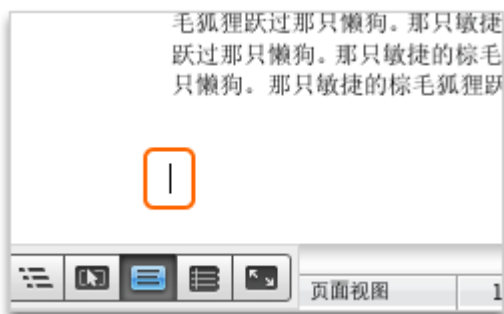 毛狐狸跃过那只懒狗。那只敏捷
跃过那只懒狗。那只敏捷的棕毛
只懒狗。那只敏捷的棕毛狐狸跃
页面视图 1